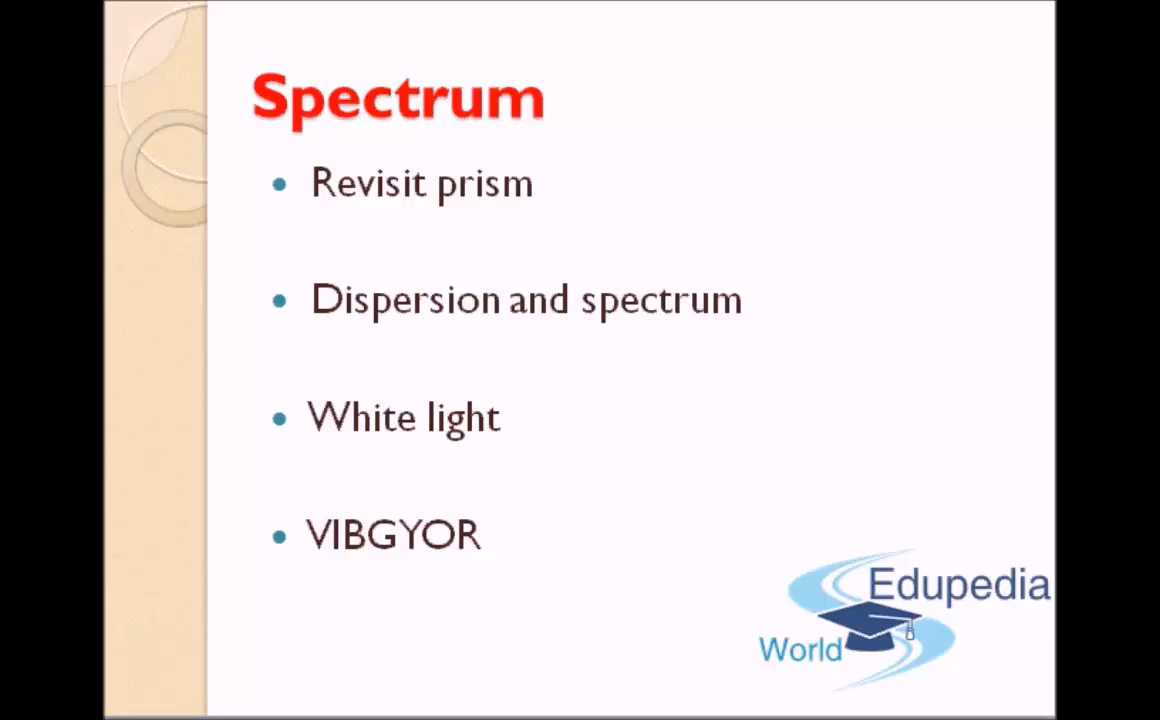 Spectrum
Revisit prism
Dispersion and spectrum
White light
VIBGYOR
Edupedia
World